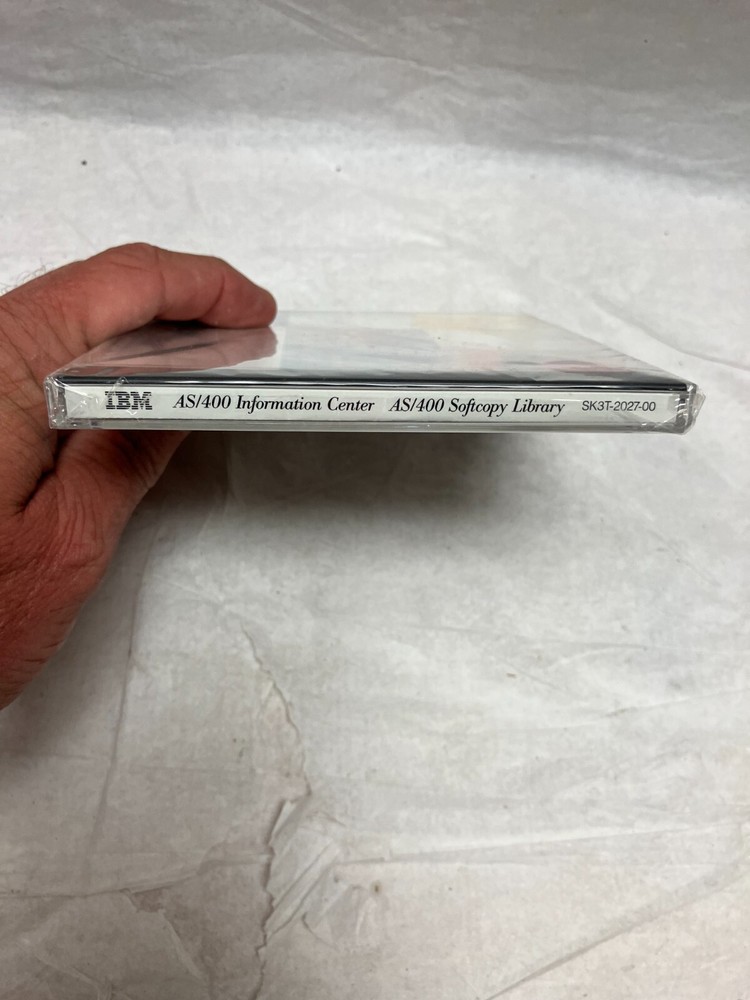 IBM AS/400 Information Center AS/400 Softcopy Library SK3T-2027-00